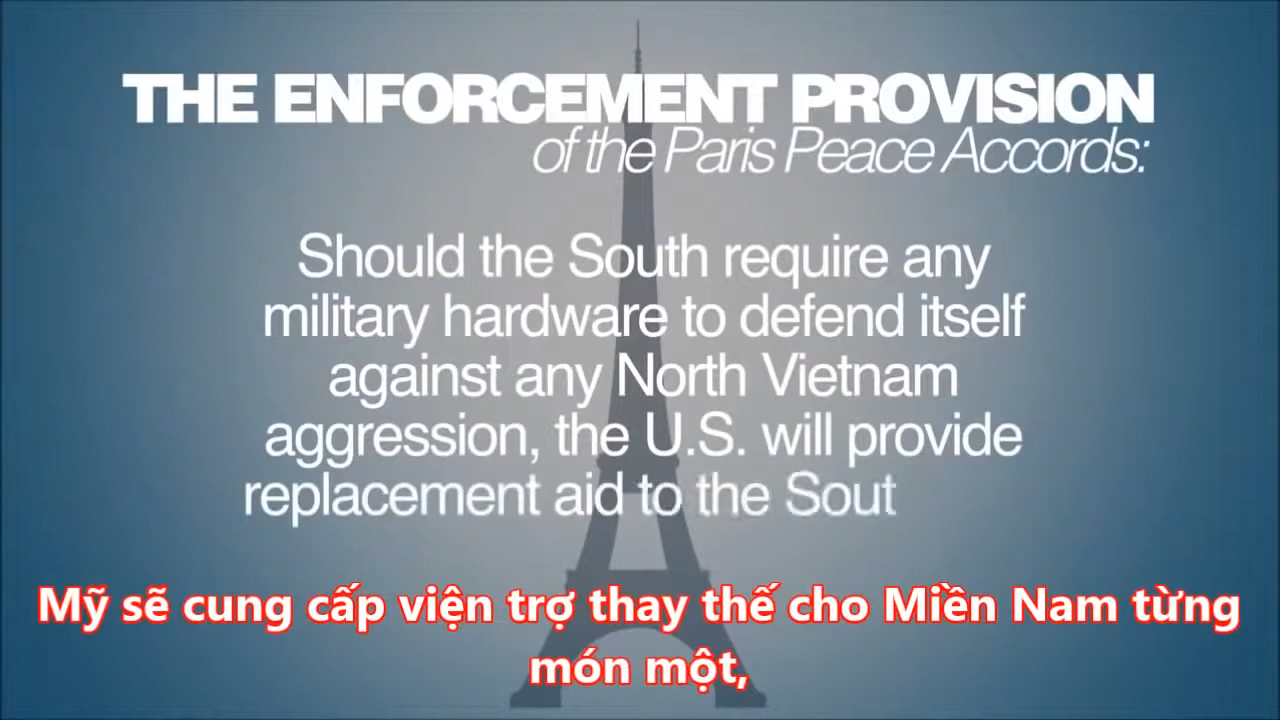 THE ENFORCEMENT PROVISION
of the Paris Peace Accords:
Should the South require any
military hardware to defend itself
against any North Vietnam
aggression, the U.S. will provide
replacement aid to the Sout
Mỹ sẽ cung cấp viện trợ thay thế cho Miền Nam từng
món một,